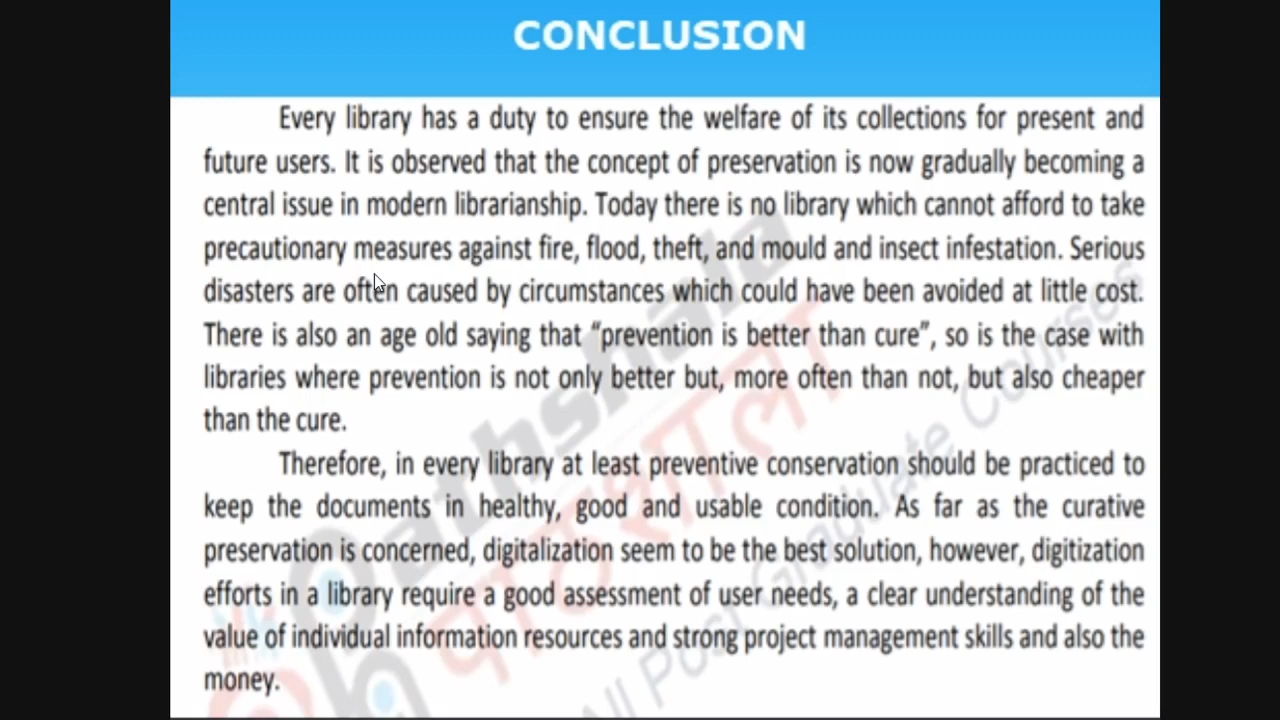 CONCLUSION
Every library has a duty to ensure the welfare of its collections for present and
future users. It is observed that the concept of preservation is now gradually becoming a
central issue in modern librarianship. Today there is no library which cannot afford to take
precautionary measures against fire, flood, theft, and mould and insect infestation. Serious
disasters are often caused by circumstances which could have been avoided at little cost.
There is also an age old saying that “prevention is better than cure”, so is the case with
libraries where prevention is not only better but, more often than not, but also cheaper
than the cure.
Therefore, in every library at least preventive conservation should be practiced to
keep the documents in healthy, good and usable condition. As far as the curative
preservation is concerned, digitalization seem to be the best solution, however, digitization
efforts in a library require a good assessment of user needs, a clear understanding of the
value of individual information resources and strong project management skills and also the
money.
athshala
पाठशाला
All Post Graduate Courses